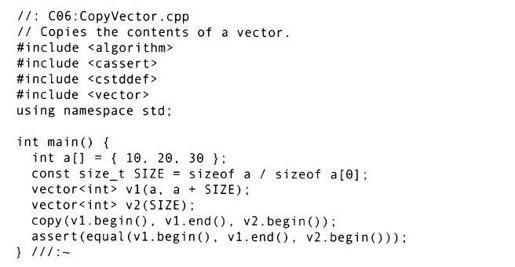 //: C06:CopyVector.cpp
// Copies the contents of a vector.
#include <algorithm>
#include <cassert>
#include <cstddef>
#include <vector>
using namespace std;
int main() {
int a[] = { 10, 20, 30 };
const size_t SIZE = sizeof a / sizeof a[0];
vector<int> v1(a, a + SIZE);
vector<int> v2(SIZE);
copy(v1.begin(), v1.end(), v2.begin());
assert(equal(v1.begin(), v1.end(), v2.begin()));
} ///:~